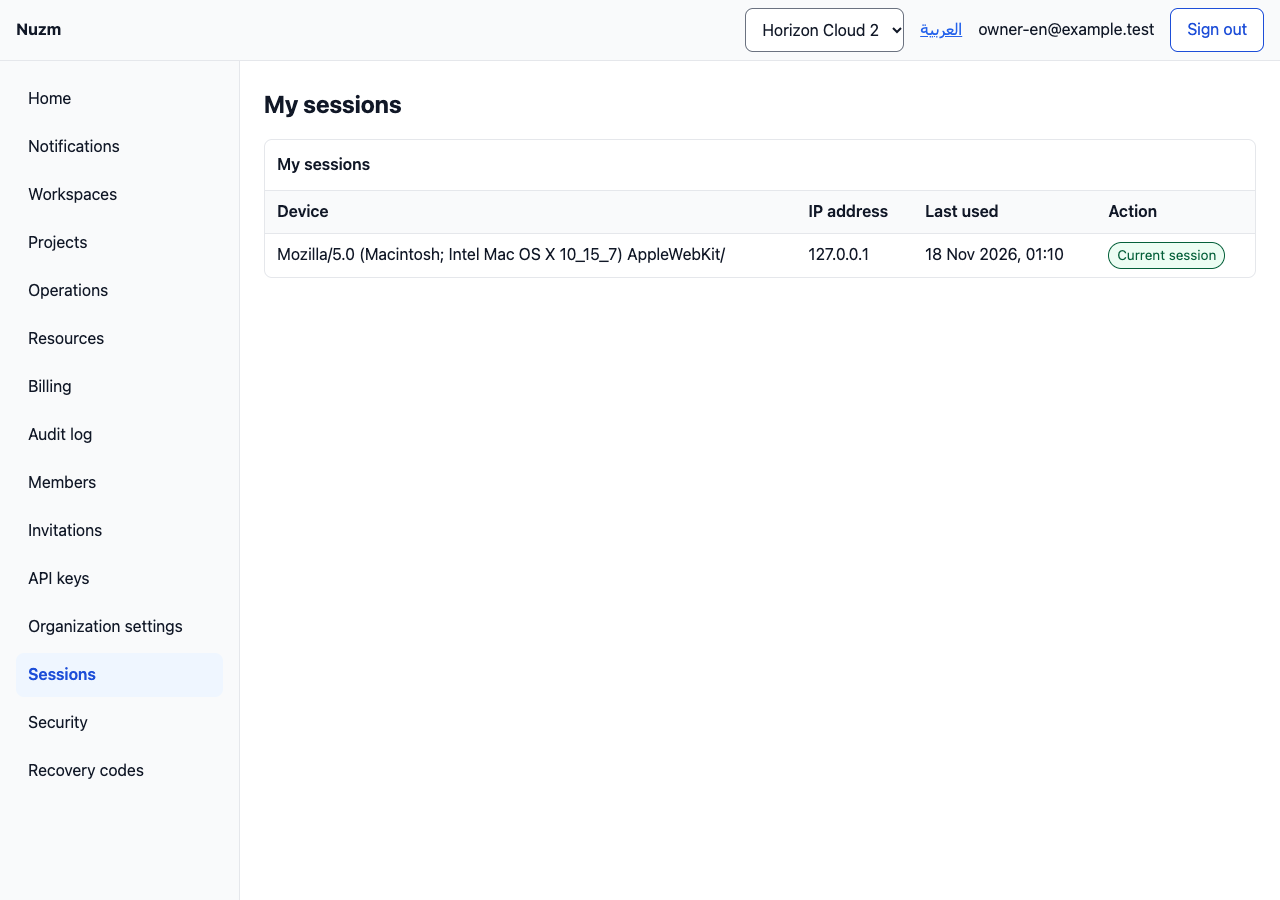 Nuzm
Horizon Cloud 2
العربية
owner-en@example.test
Sign out
Home
Notifications
Workspaces
Projects
Operations
Resources
Billing
Audit log
Members
Invitations
API keys
Organization settings
Sessions
Security
Recovery codes
My sessions
My sessions
Device IP address Last used Action
Mozilla/5.0 (Macintosh; Intel Mac OS X 10_15_7) AppleWebKit/ 127.0.0.1 18 Nov 2026, 01:10 Current session